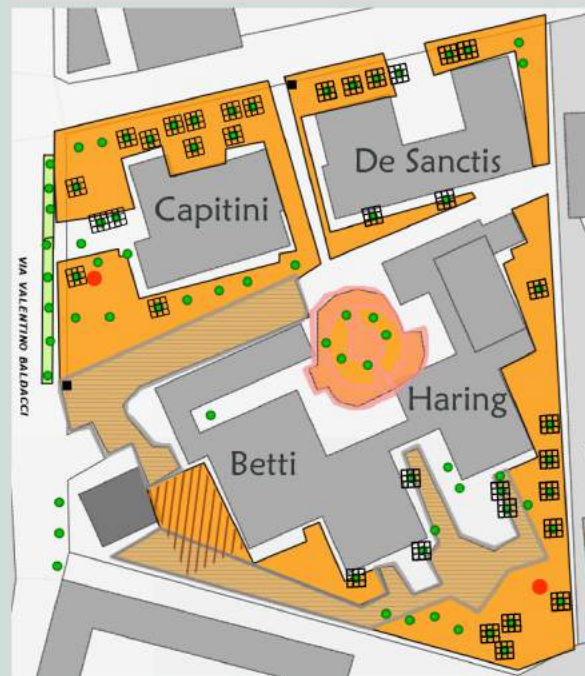 De Sanctis
Capitini
VIA VALENTINO BALDACCI
Haring
Betti